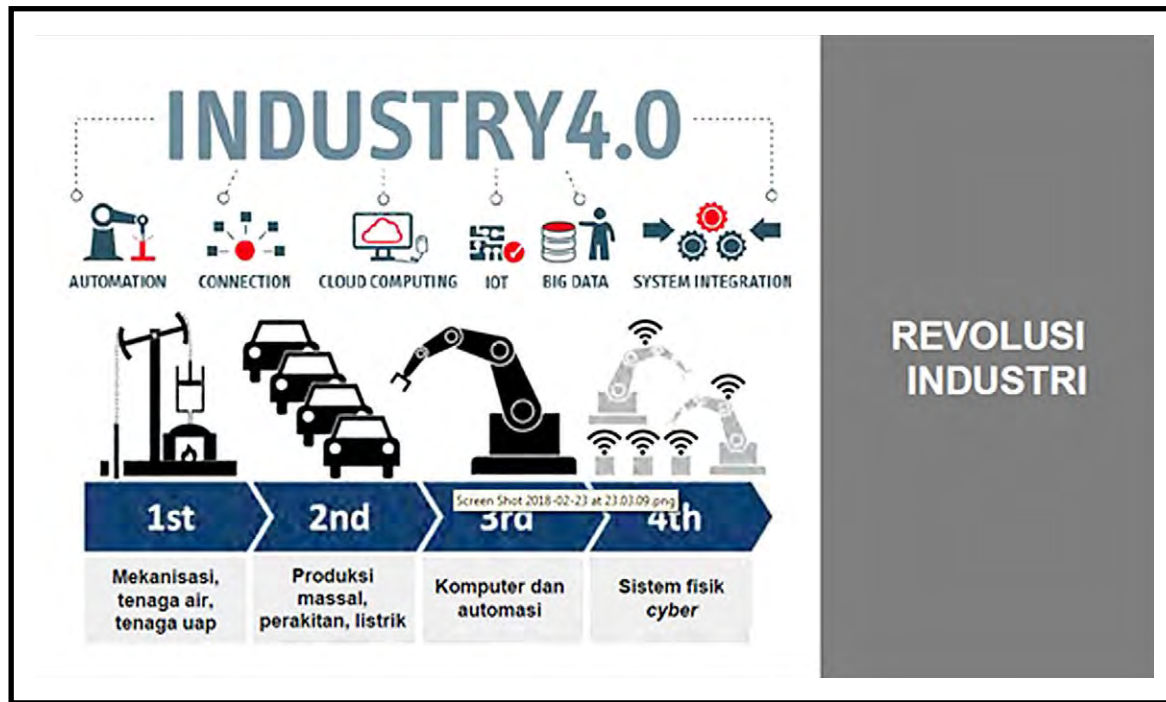 INDUSTRY4.0
AUTOMATION
CONNECTION
CLOUD COMPUTING
IOT
BIG DATA
SYSTEM INTEGRATION
REVOLUSI
INDUSTRI
Screen Shot 2018-02-23 at 23.03.09.png
1st
2nd
3rd
4th
Mekanisasi,
tenaga air,
tenaga uap
Produksi
massal,
perakitan, listrik
Komputer dan
automasi
Sistem fisik
cyber